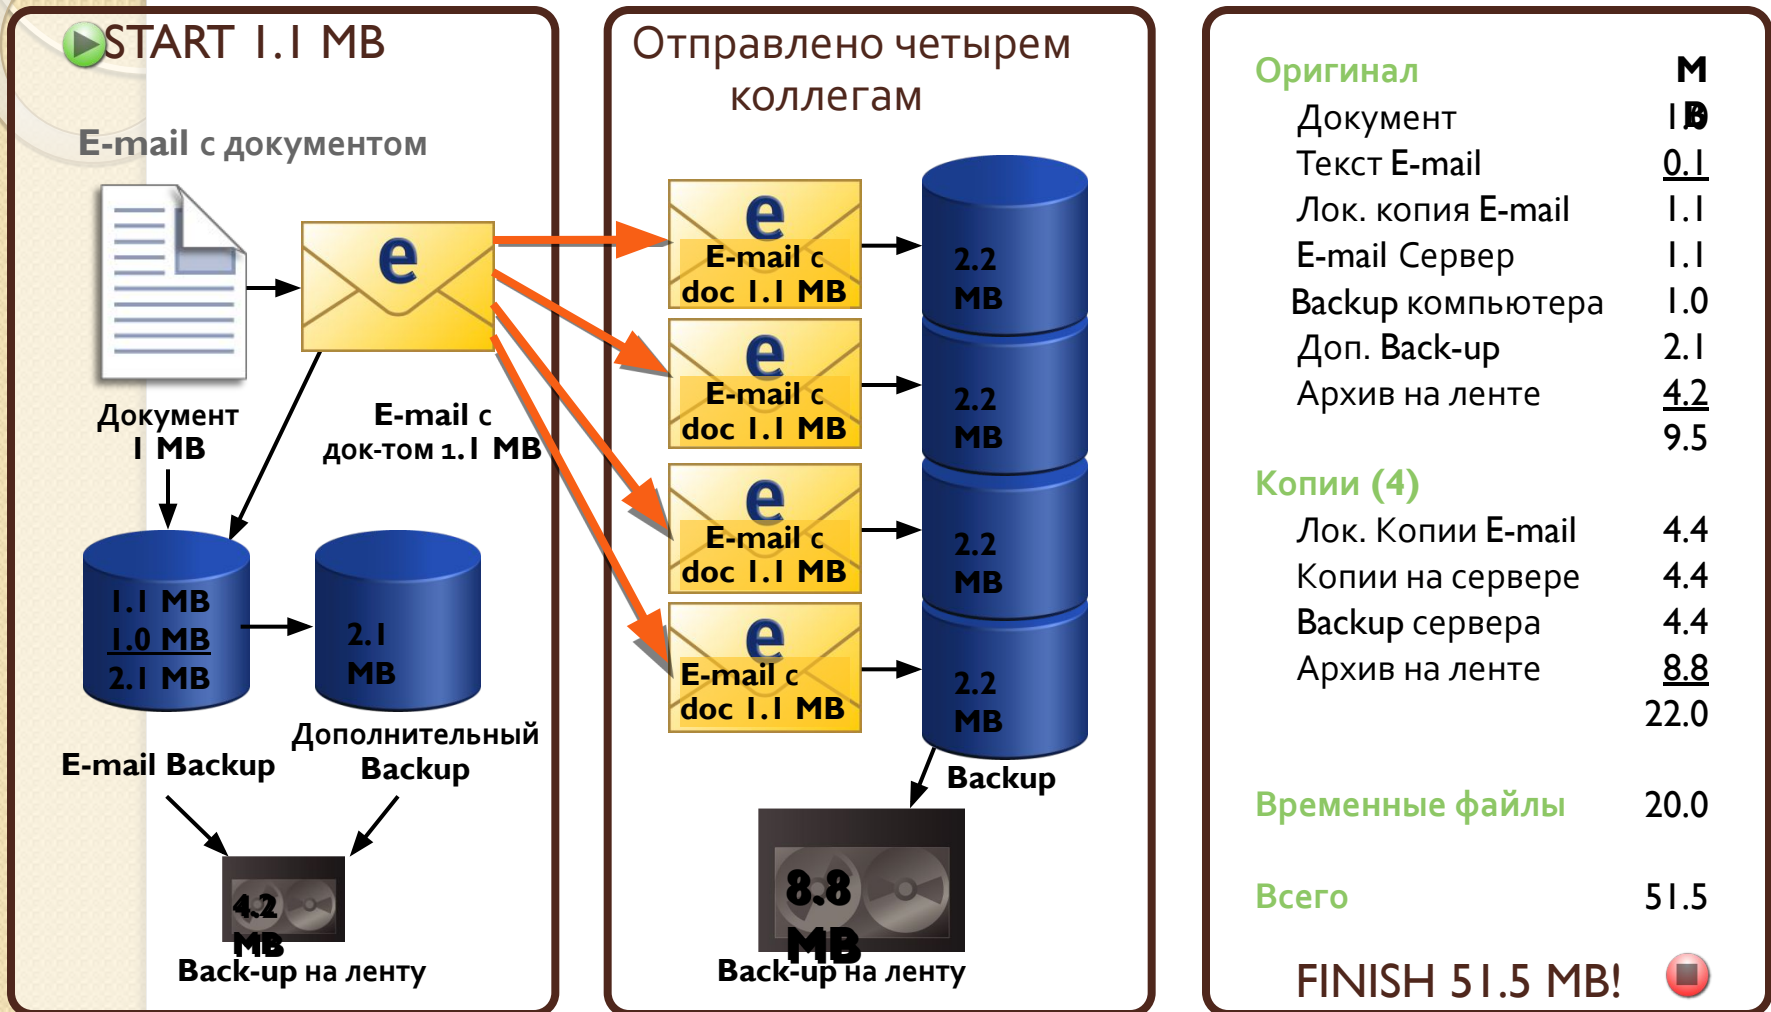 START 1.1 MB
E-mail с документом
e
Документ
1 MB
E-mail с
док-том 1.1 MB
1.1 MB
1.0 MB
2.1 MB
2.1
MB
E-mail Backup
Дополнительный
Backup
4.2
MB
Back-up на ленту
Отправлено четырем
коллегам
e
E-mail с
doc 1.1 MB
2.2
MB
e
E-mail с
doc 1.1 MB
2.2
MB
e
E-mail с
doc 1.1 MB
2.2
MB
e
E-mail с
doc 1.1 MB
2.2
MB
Backup
8.8
MB
Back-up на ленту
Оригинал M
B
Документ 1.0
Текст E-mail 0.1
Лок. копия E-mail 1.1
E-mail Сервер 1.1
Backup компьютера 1.0
Доп. Back-up 2.1
Архив на ленте 4.2
9.5
Копии (4)
Лок. Копии E-mail 4.4
Копии на сервере 4.4
Backup сервера 4.4
Архив на ленте 8.8
22.0
Временные файлы 20.0
Всего 51.5
FINISH 51.5 MB!